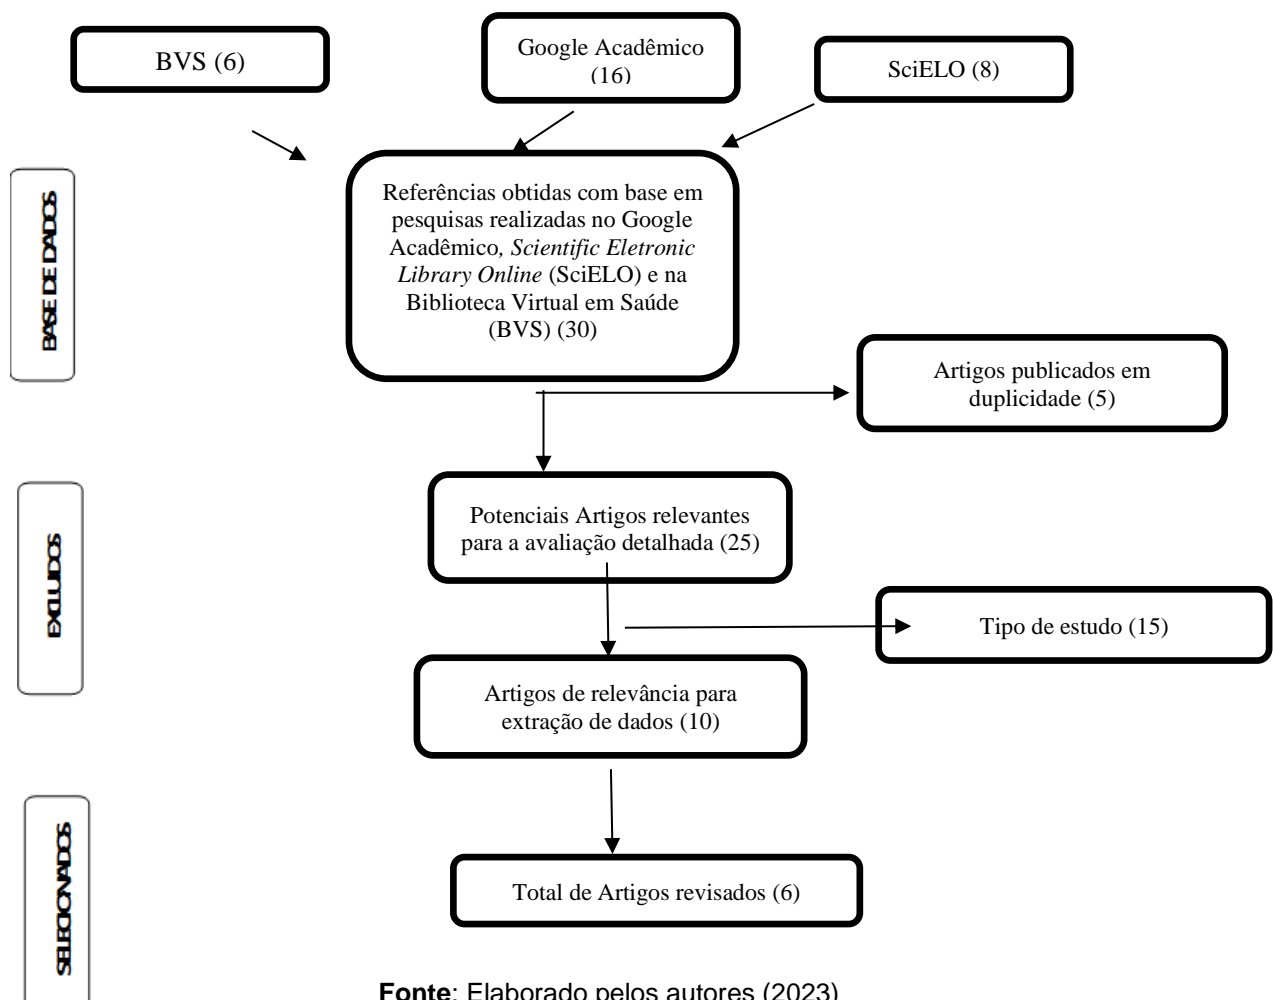 BVS (6)
Google Acadêmico
(16)
SciELO (8)
BASE DE DADOS
Referências obtidas com base em
pesquisas realizadas no Google
Acadêmico, Scientific Eletronic
Library Online (SciELO) e na
Biblioteca Virtual em Saúde
(BVS) (30)
Artigos publicados em
duplicidade (5)
EXCLUIDOS
Potenciais Artigos relevantes
para a avaliação detalhada (25)
Tipo de estudo (15)
Artigos de relevância para
extração de dados (10)
SELECIONADOS
Total de Artigos revisados (6)
Fonte: Elaborado pelos autores (2023)